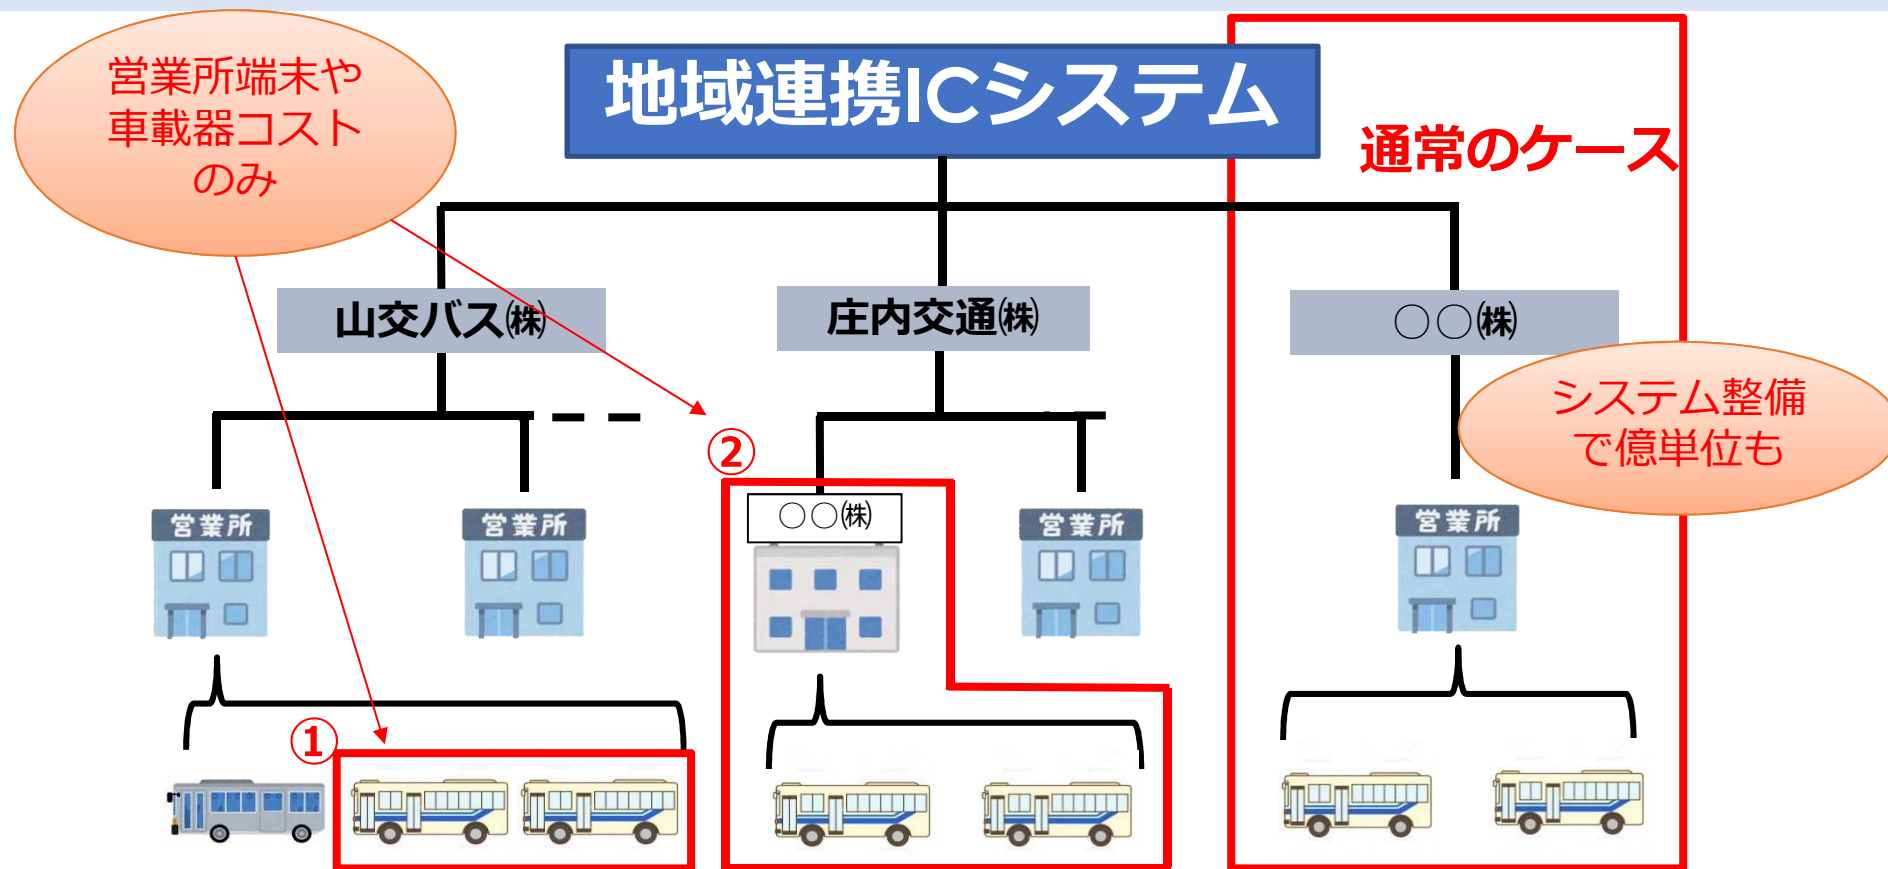 地域連携ICシステム
営業所端末や
車載器コスト
のみ
通常のケース
山交バス㈱
庄内交通㈱
○○㈱
システム整備
で億単位も
②
○○㈱
営業所
営業所
営業所
営業所
①